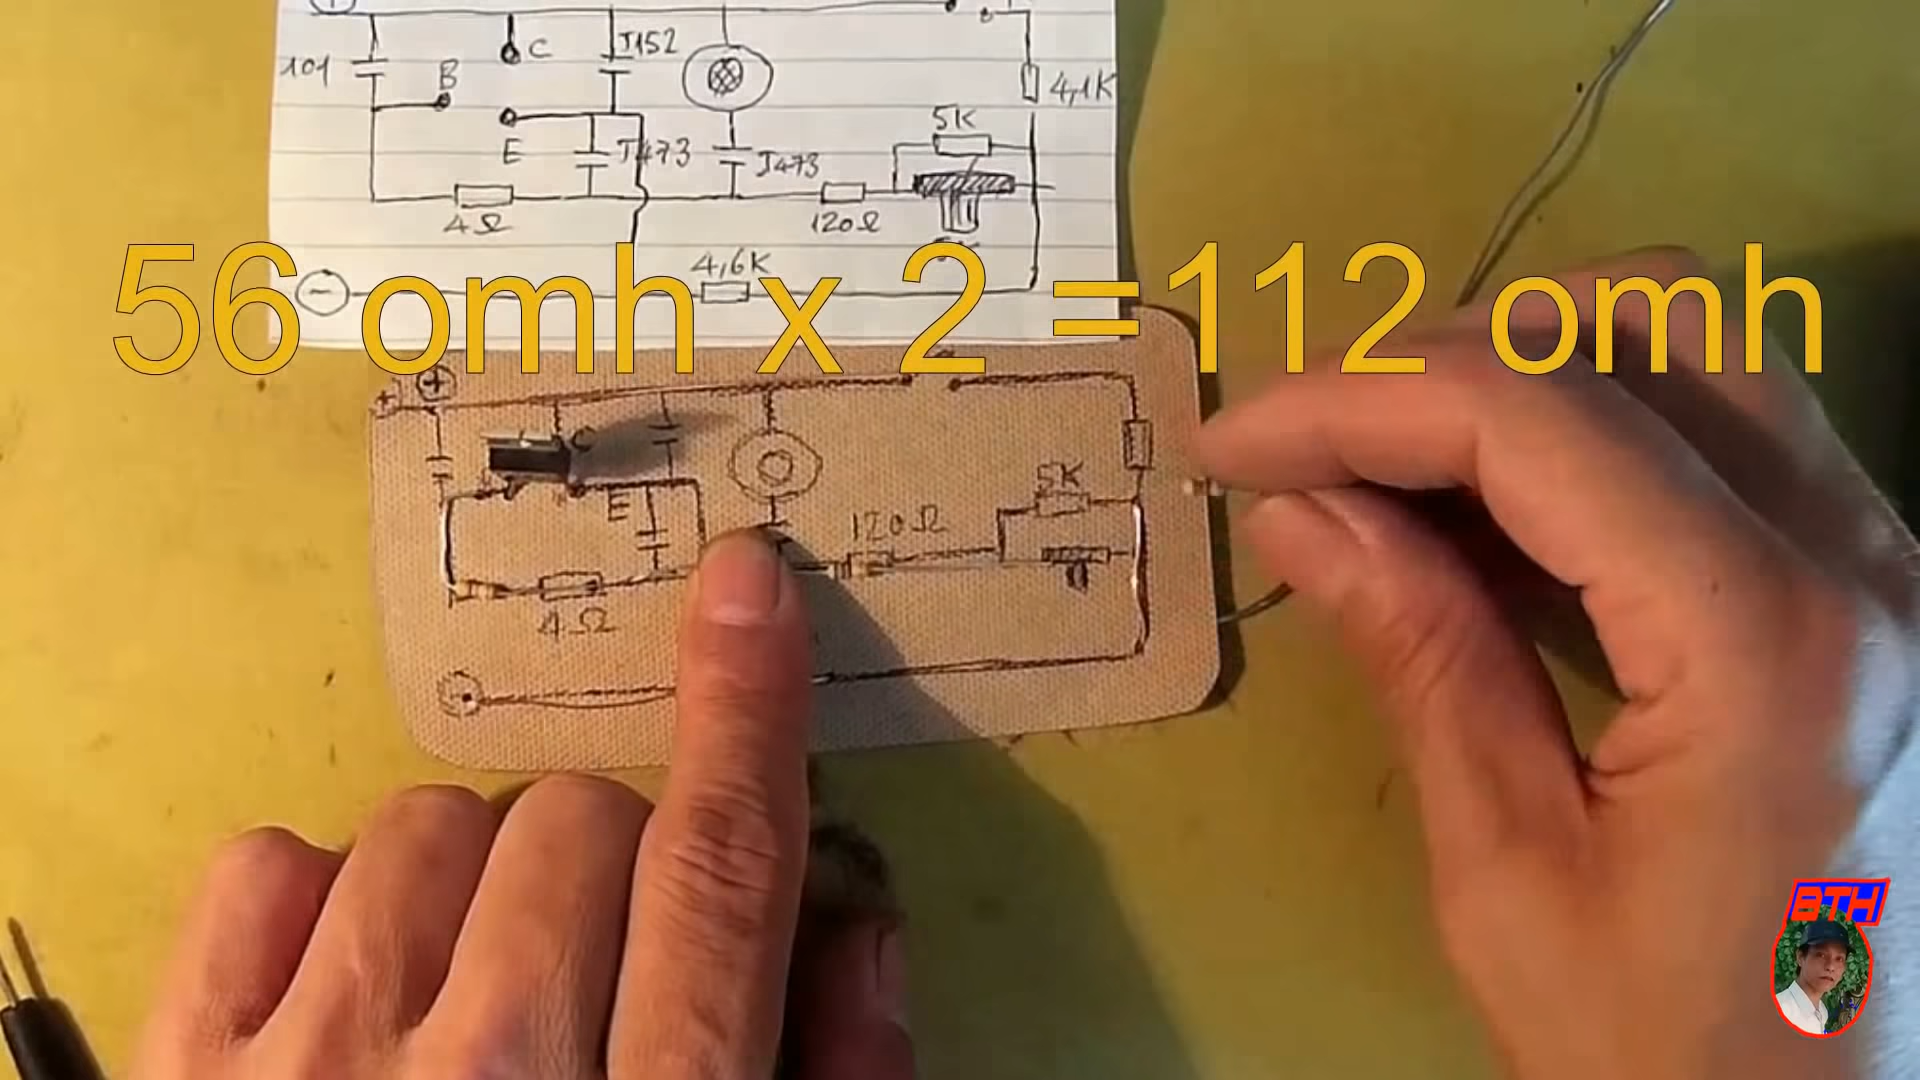 +
101
B
C
J152
4,1K
5K
E
J473
J473
4Ω
120Ω
4,6K
56 omh x 2 =112 omh
-
+
+
C
E
5K
120Ω
4Ω
BTH